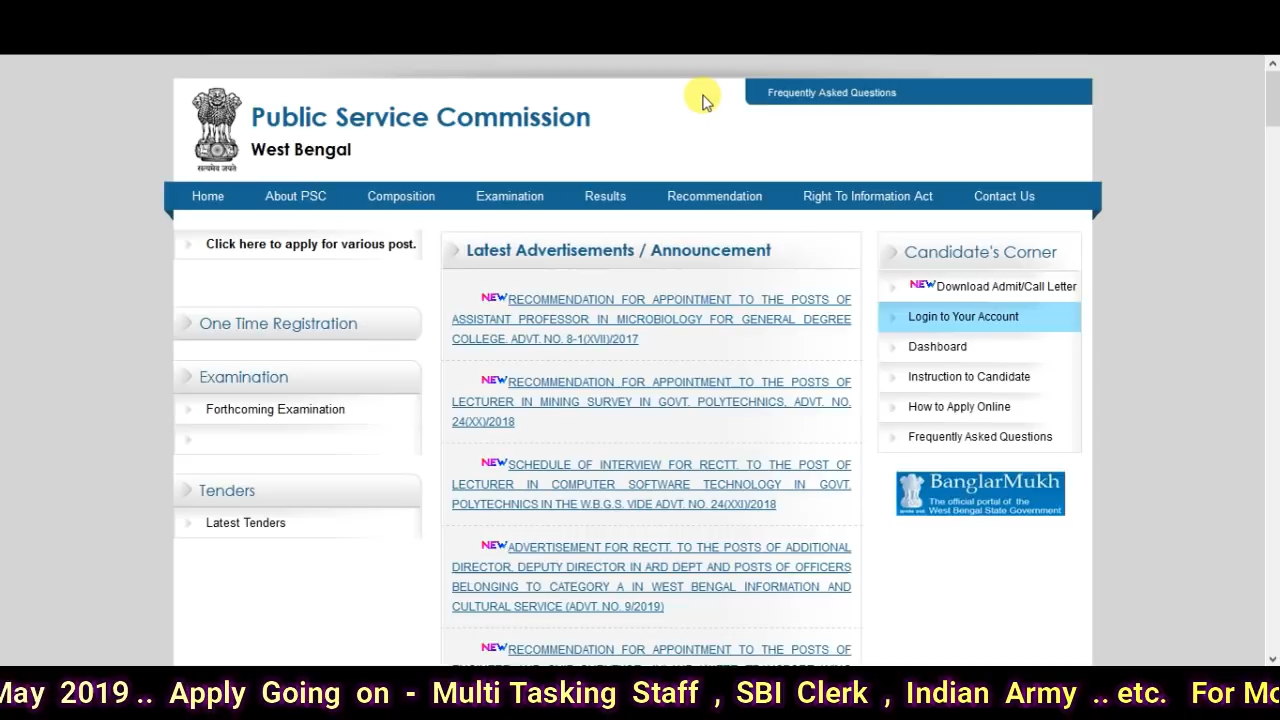 Frequently Asked Questions
Public Service Commission
West Bengal
सत्यमेव जयते
Home About PSC Composition Examination Results Recommendation Right To Information Act Contact Us
Click here to apply for various post.
One Time Registration
Examination
Forthcoming Examination
Tenders
Latest Tenders
Latest Advertisements / Announcement
NEW RECOMMENDATION FOR APPOINTMENT TO THE POSTS OF
ASSISTANT PROFESSOR IN MICROBIOLOGY FOR GENERAL DEGREE
COLLEGE. ADVT. NO. 8-1(XVII)/2017
NEW RECOMMENDATION FOR APPOINTMENT TO THE POSTS OF
LECTURER IN MINING SURVEY IN GOVT. POLYTECHNICS, ADVT. NO.
24(XX)/2018
NEW SCHEDULE OF INTERVIEW FOR RECTT. TO THE POST OF
LECTURER IN COMPUTER SOFTWARE TECHNOLOGY IN GOVT.
POLYTECHNICS IN THE W.B.G.S. VIDE ADVT. NO. 24(XXI)/2018
NEW ADVERTISEMENT FOR RECTT. TO THE POSTS OF ADDITIONAL
DIRECTOR, DEPUTY DIRECTOR IN ARD DEPT AND POSTS OF OFFICERS
BELONGING TO CATEGORY A IN WEST BENGAL INFORMATION AND
CULTURAL SERVICE (ADVT. NO. 9/2019)
NEW RECOMMENDATION FOR APPOINTMENT TO THE POSTS OF
Candidate's Corner
NEW Download Admit/Call Letter
Login to Your Account
Dashboard
Instruction to Candidate
How to Apply Online
Frequently Asked Questions
BanglarMukh
The official portal of the
West Bengal State Government
May 2019 .. Apply Going on - Multi Tasking Staff , SBI Clerk , Indian Army .. etc. For Mo